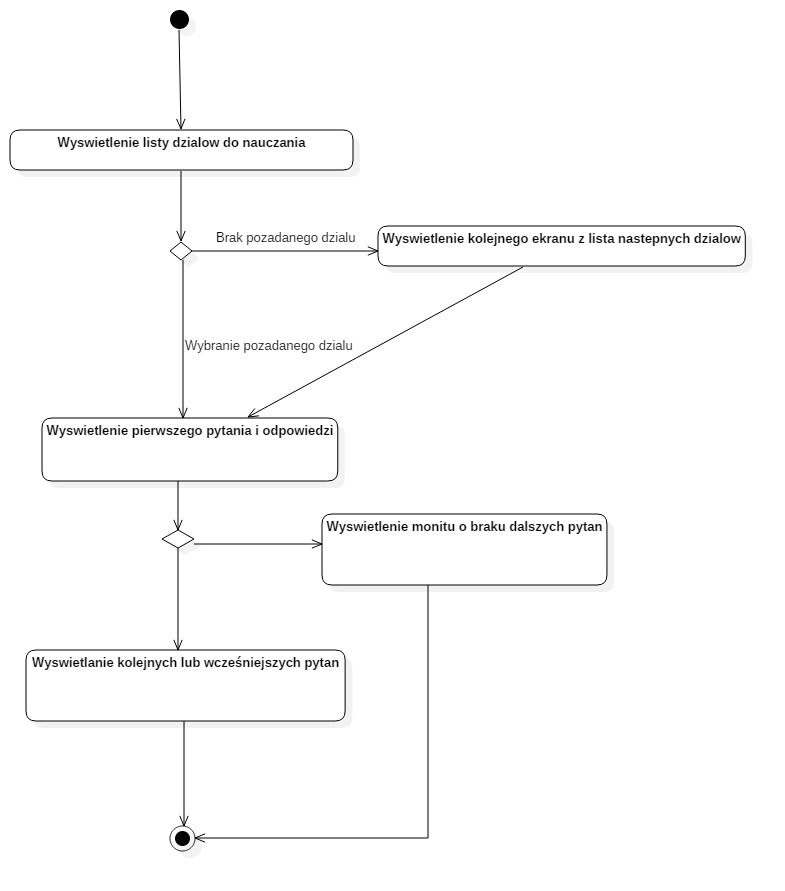 Wyswietlenie listy dzialow do nauczania
Brak pozadanego dzialu
Wyswietlenie kolejnego ekranu z lista nastepnych dzialow
Wybranie pozadanego dzialu
Wyswietlenie pierwszego pytania i odpowiedzi
Wyswietlenie monitu o braku dalszych pytan
Wyswietlanie kolejnych lub wcześniejszych pytan